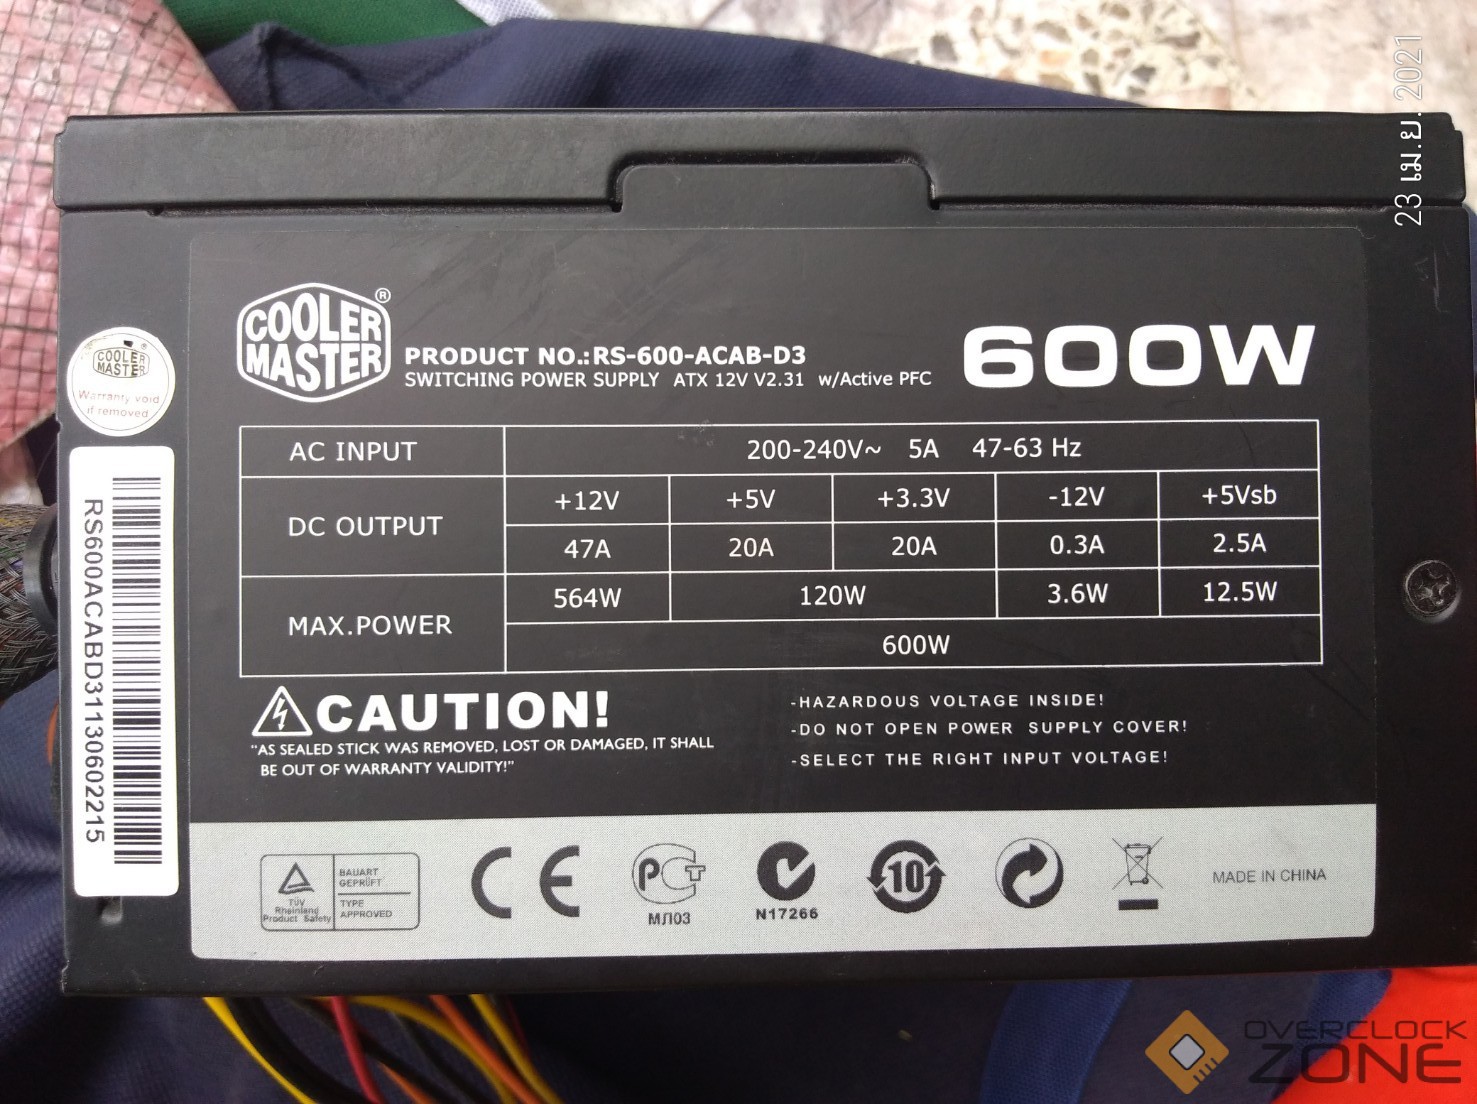 23 เม.ย. 2021
COOLER MASTER ®
PRODUCT NO.:RS-600-ACAB-D3
SWITCHING POWER SUPPLY ATX 12V V2.31 w/Active PFC
600W
COOLER
MASTER
Warranty void
if removed
RS600ACABD31130602215
AC INPUT 200-240V~ 5A 47-63 Hz
DC OUTPUT +12V +5V +3.3V -12V +5Vsb
47A 20A 20A 0.3A 2.5A
MAX.POWER 564W 120W 3.6W 12.5W
600W
CAUTION!
"AS SEALED STICK WAS REMOVED, LOST OR DAMAGED, IT SHALL
BE OUT OF WARRANTY VALIDITY!"
-HAZARDOUS VOLTAGE INSIDE!
-DO NOT OPEN POWER SUPPLY COVER!
-SELECT THE RIGHT INPUT VOLTAGE!
TÜV
Rheinland
Product Safety
BAUART
GEPRÜFT
TYPE
APPROVED
CE
РСТ
МЛ03
N17266
10
MADE IN CHINA
OVERCLOCK
ZONE